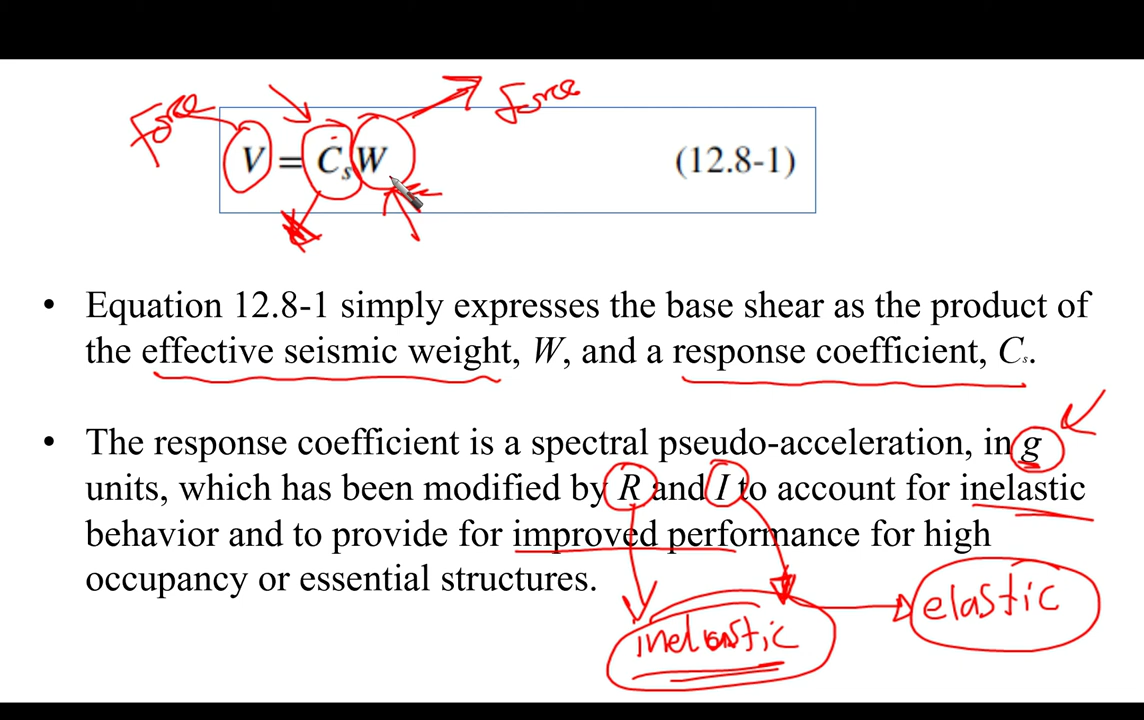 Force
Force
V = CₛW (12.8-1)
• Equation 12.8-1 simply expresses the base shear as the product of
the effective seismic weight, W, and a response coefficient, Cₛ.
• The response coefficient is a spectral pseudo-acceleration, in g
units, which has been modified by R and I to account for inelastic
behavior and to provide for improved performance for high
occupancy or essential structures.
elastic
inelastic